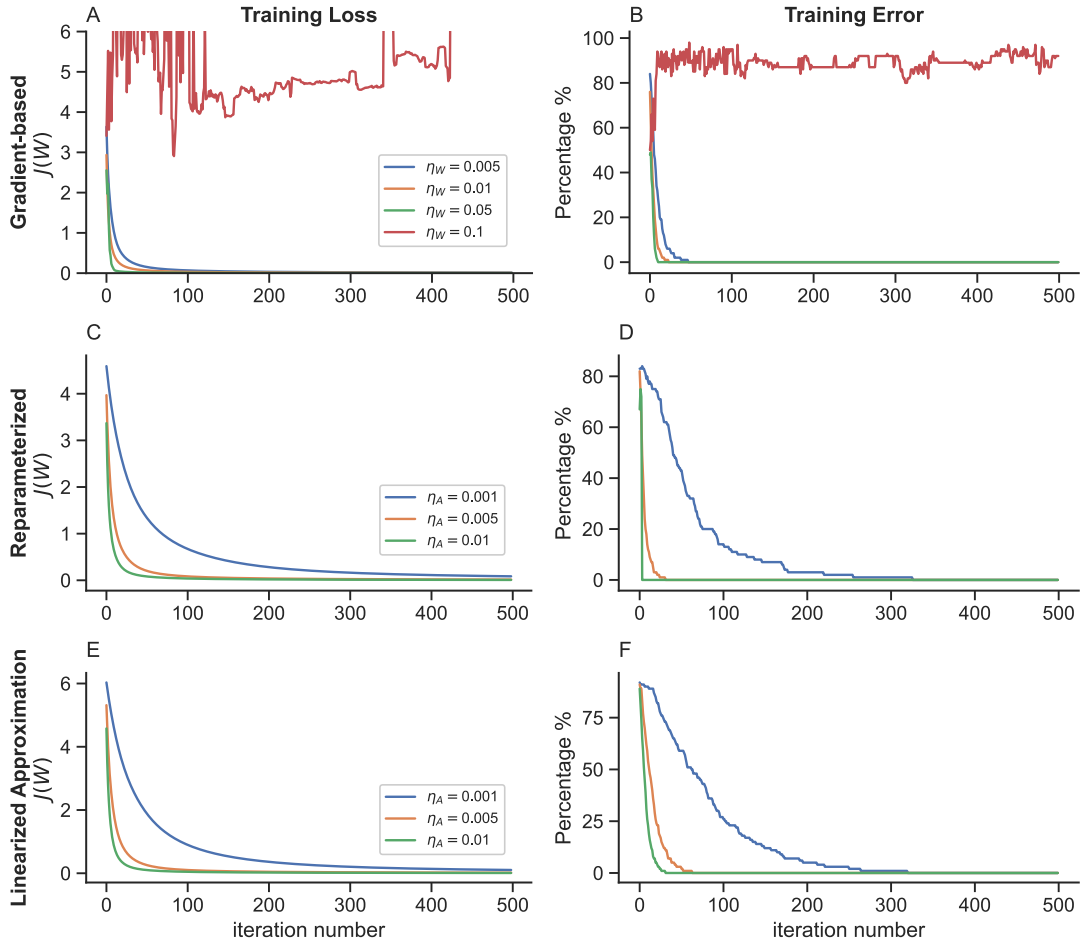 Training Loss
Training Error
A
B
Gradient-based
J(W)
6
5
4
3
2
1
0
η_W = 0.005
η_W = 0.01
η_W = 0.05
η_W = 0.1
0 100 200 300 400 500
Percentage %
100
80
60
40
20
0
0 100 200 300 400 500
C
D
Reparameterized
J(W)
4
3
2
1
0
η_A = 0.001
η_A = 0.005
η_A = 0.01
0 100 200 300 400 500
Percentage %
80
60
40
20
0
0 100 200 300 400 500
E
F
Linearized Approximation
J(W)
6
4
2
0
η_A = 0.001
η_A = 0.005
η_A = 0.01
0 100 200 300 400 500
iteration number
Percentage %
75
50
25
0
0 100 200 300 400 500
iteration number